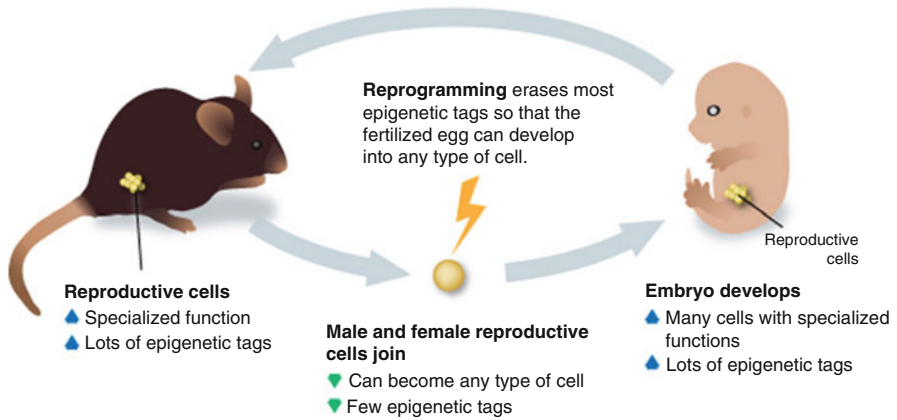 Reprogramming erases most
epigenetic tags so that the
fertilized egg can develop
into any type of cell.
Reproductive
cells
Reproductive cells
Specialized function
Lots of epigenetic tags
Male and female reproductive
cells join
Can become any type of cell
Few epigenetic tags
Embryo develops
Many cells with specialized
functions
Lots of epigenetic tags